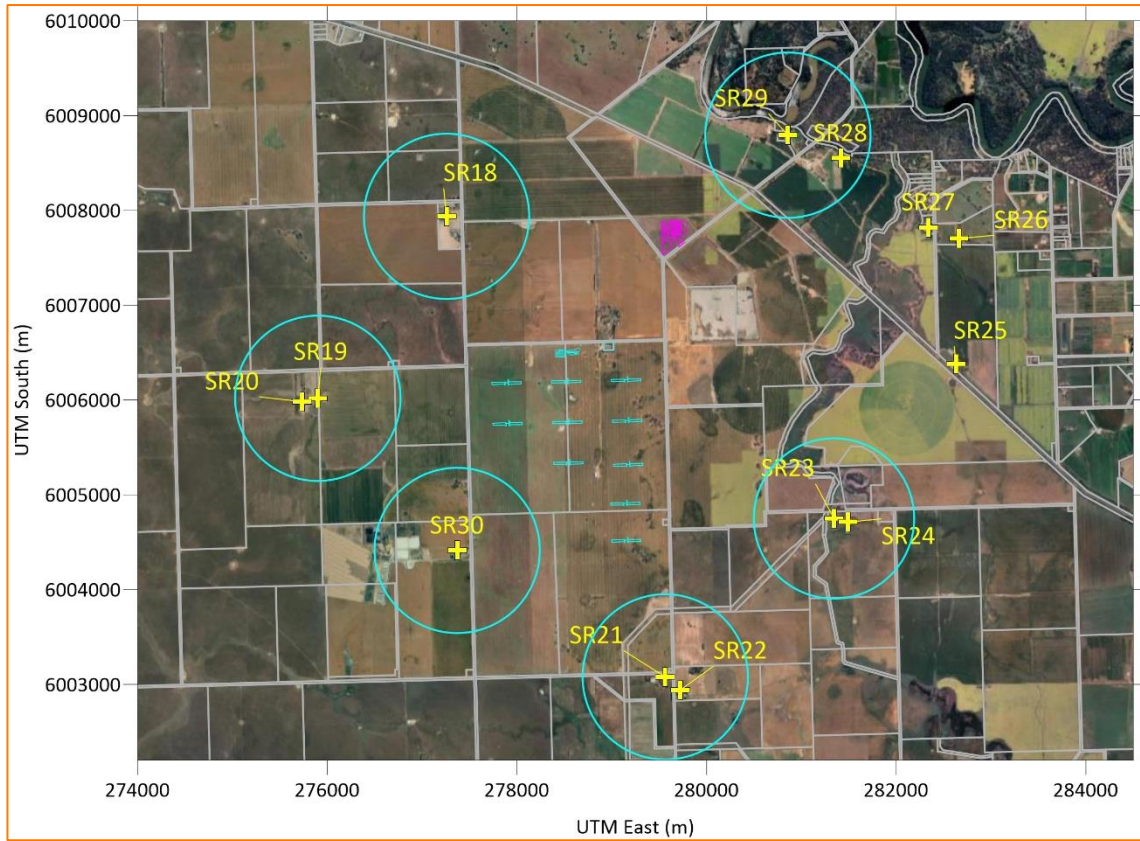 6010000
6009000
SR29
SR28
SR18
6008000
SR27
SR26
6007000
SR25
SR19
SR20
6006000
SR23
6005000
SR30
SR24
6004000
SR21
SR22
6003000
UTM South (m)
274000
276000
278000
280000
282000
284000
UTM East (m)